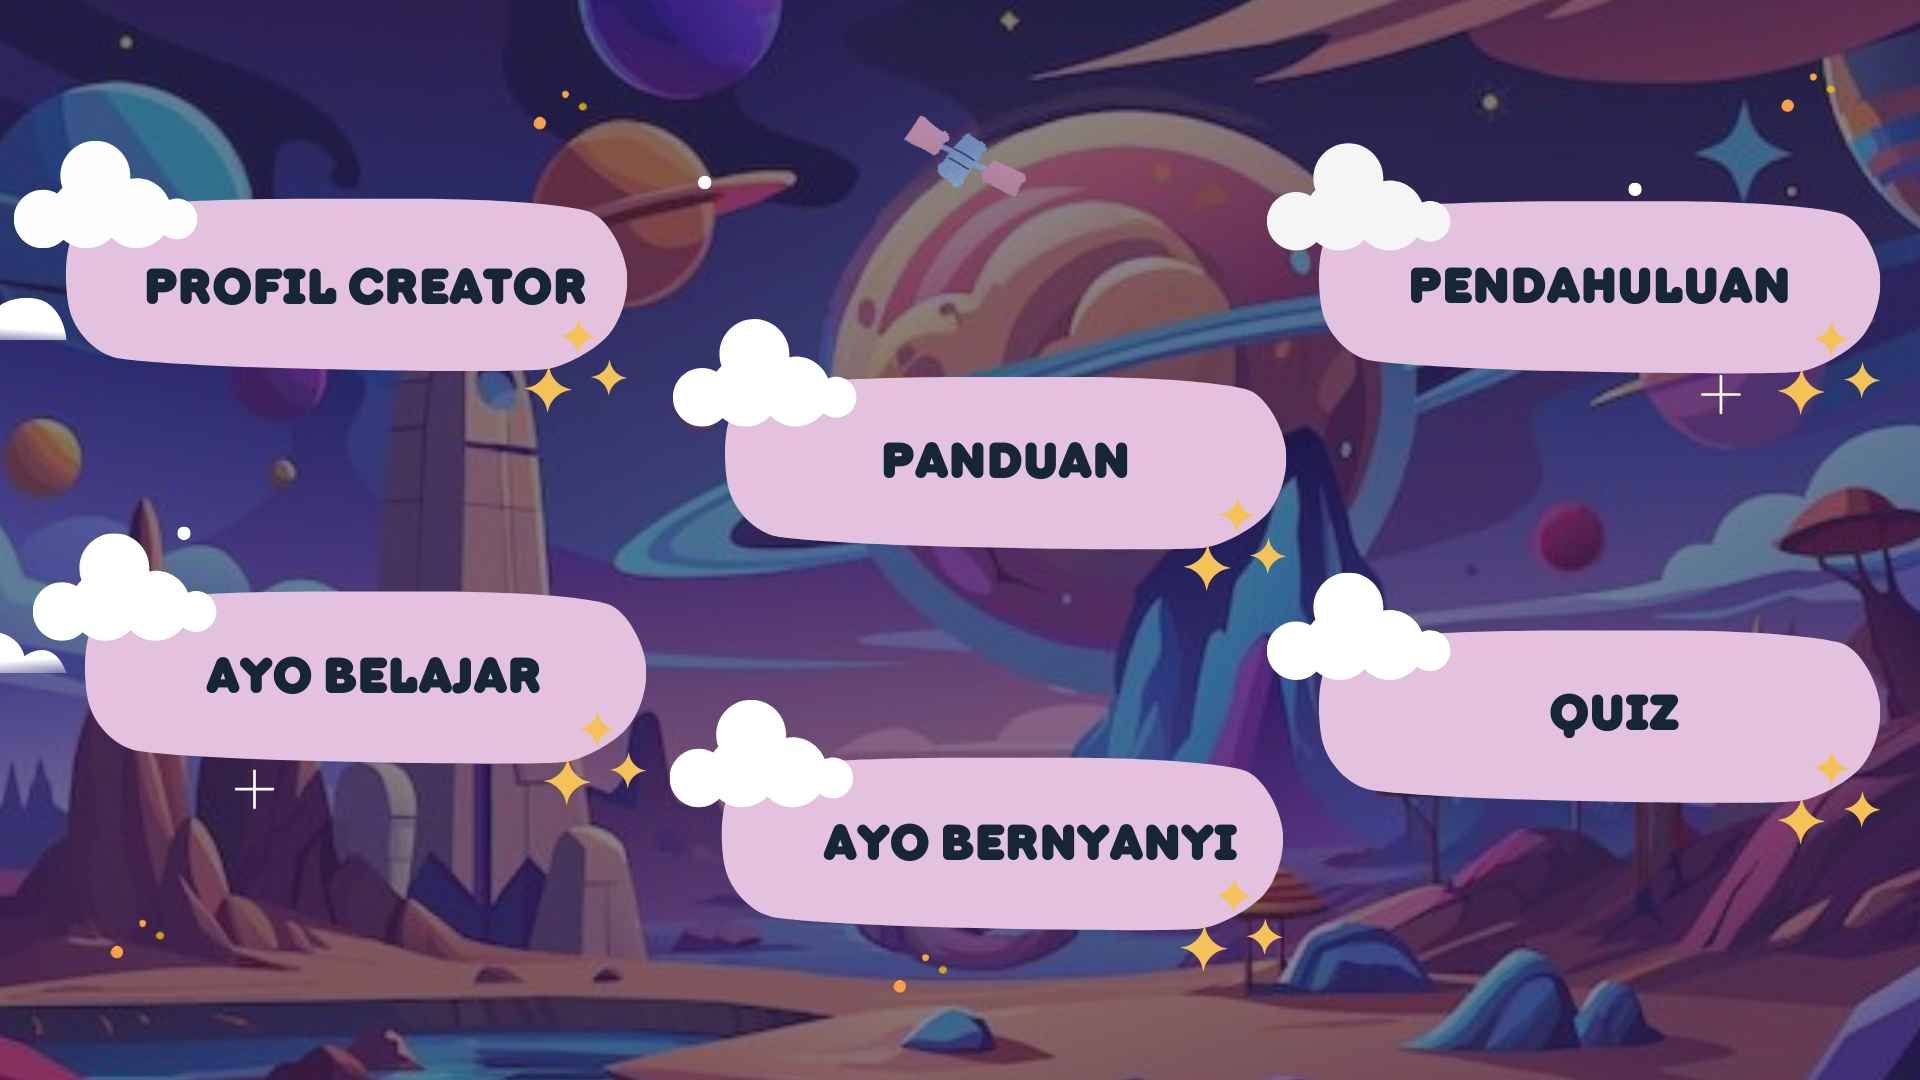 PROFIL CREATOR
PENDAHULUAN
PANDUAN
AYO BELAJAR
QUIZ
AYO BERNYANYI